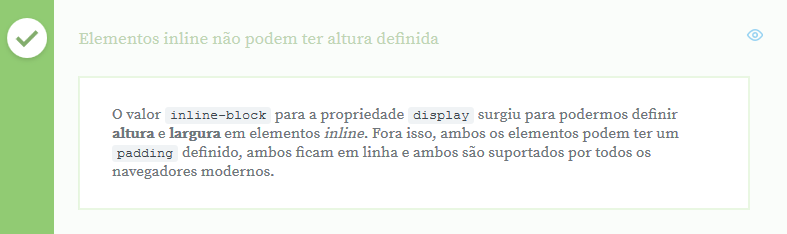 Elementos inline não podem ter altura definida
O valor inline-block para a propriedade display surgiu para podermos definir
altura e largura em elementos inline. Fora isso, ambos os elementos podem ter um
padding definido, ambos ficam em linha e ambos são suportados por todos os
navegadores modernos.